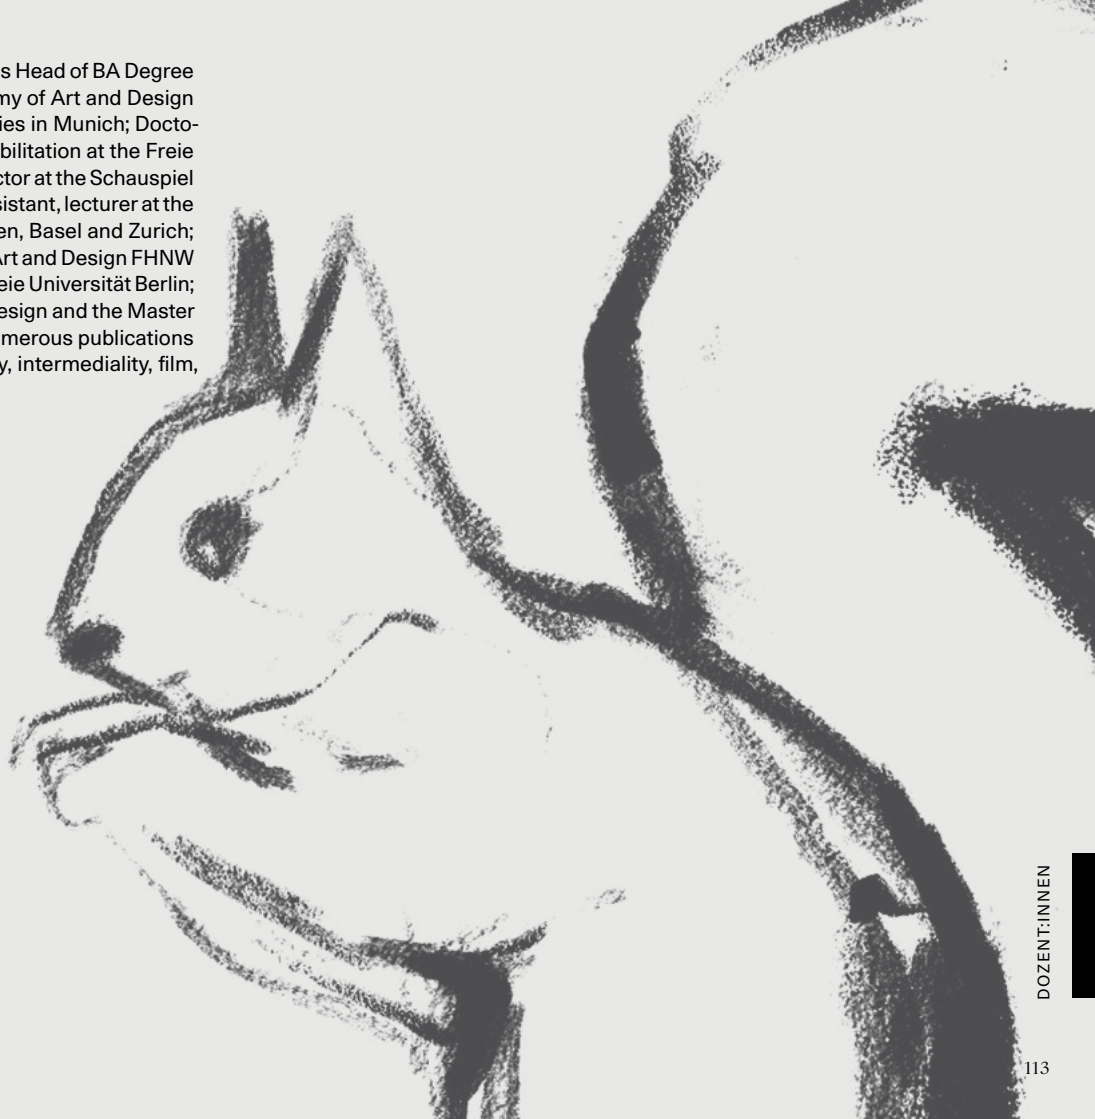 s Head of BA Degree
my of Art and Design
ies in Munich; Docto-
bilitation at the Freie
ctor at the Schauspiel
sistant, lecturer at the
en, Basel and Zurich;
Art and Design FHNW
eie Universität Berlin;
esign and the Master
merous publications
y, intermediality, film,
DOZENT:INNEN
113